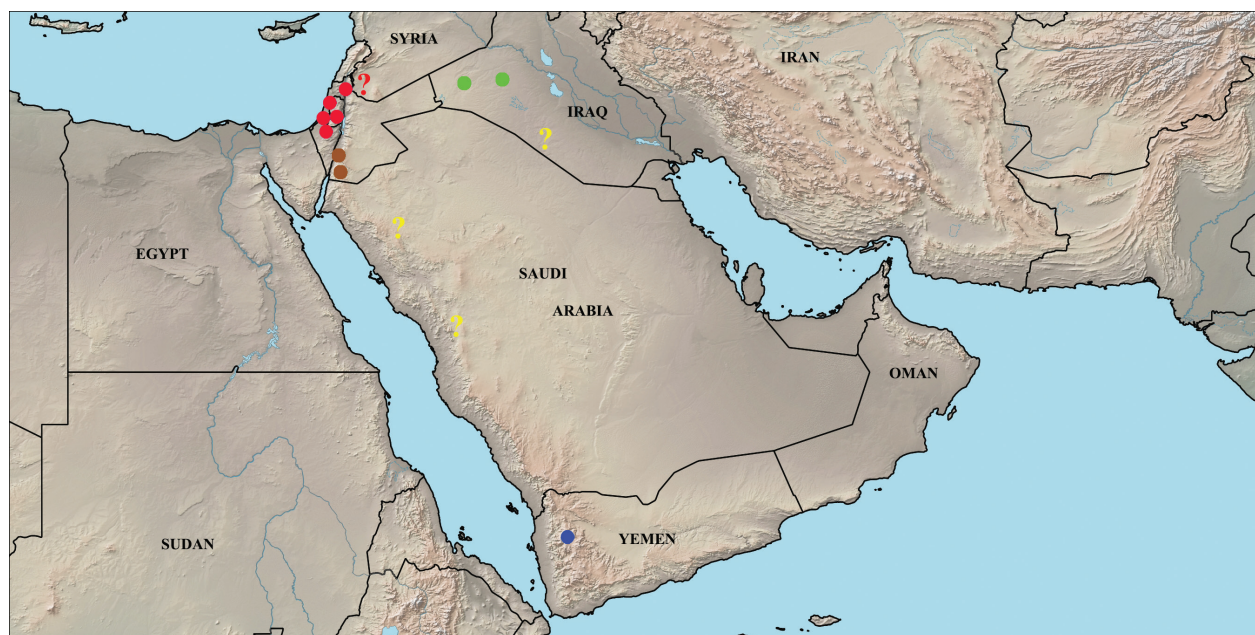 SYRIA
IRAN
?
IRAQ
?
?
EGYPT
SAUDI
ARABIA
?
OMAN
YEMEN
SUDAN